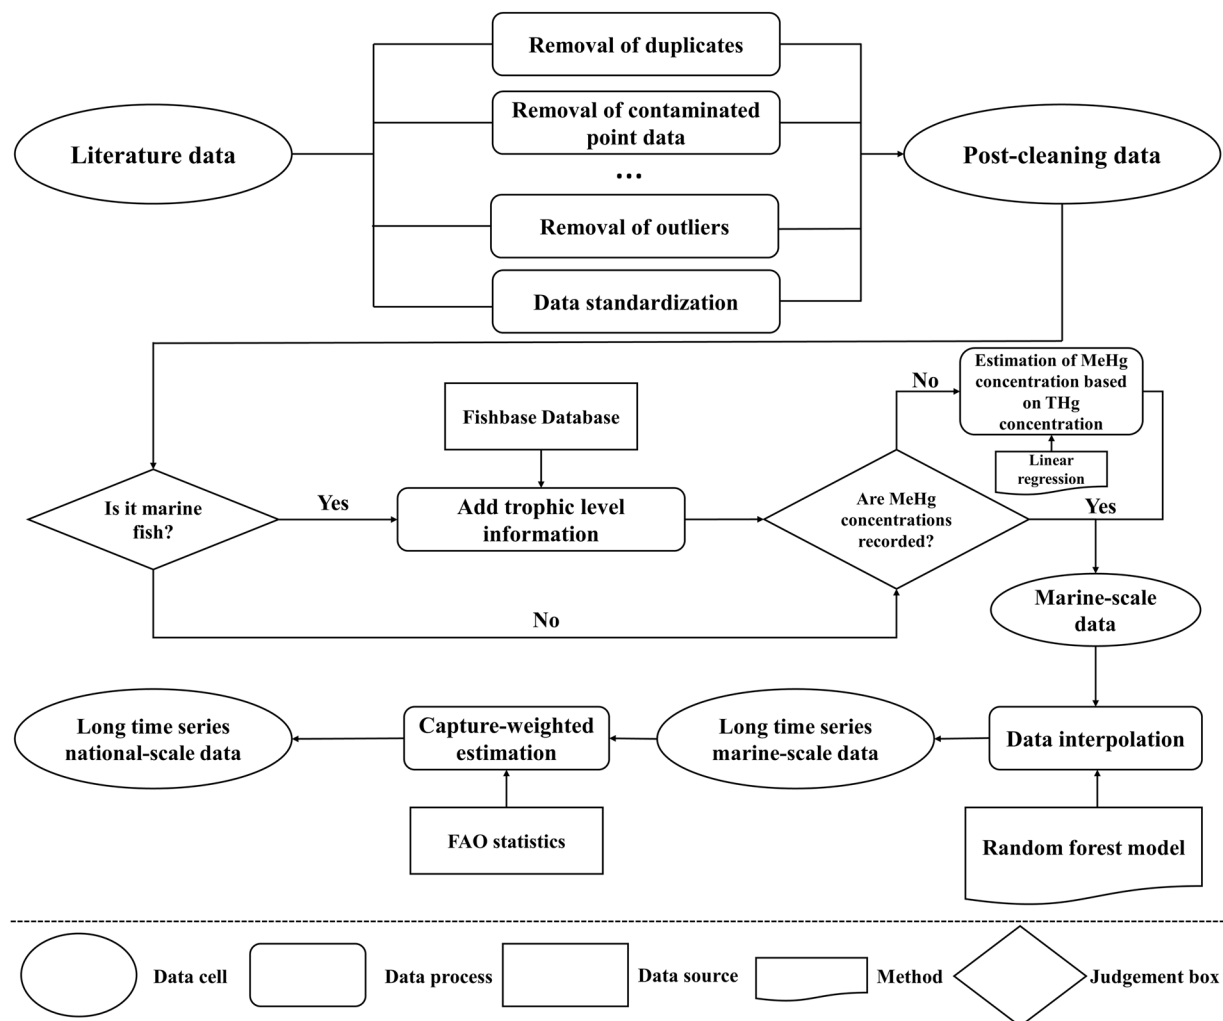 Removal of duplicates
Removal of contaminated
point data
...
Literature data
Post-cleaning data
Removal of outliers
Data standardization
Estimation of MeHg
concentration based
on THg
concentration
No
Fishbase Database
Linear
regression
Is it marine
fish?
Yes
Add trophic level
information
Are MeHg
concentrations
recorded?
Yes
No
Marine-scale
data
Long time series
national-scale data
Capture-weighted
estimation
Long time series
marine-scale data
Data interpolation
FAO statistics
Random forest model
Data cell
Data process
Data source
Method
Judgement box